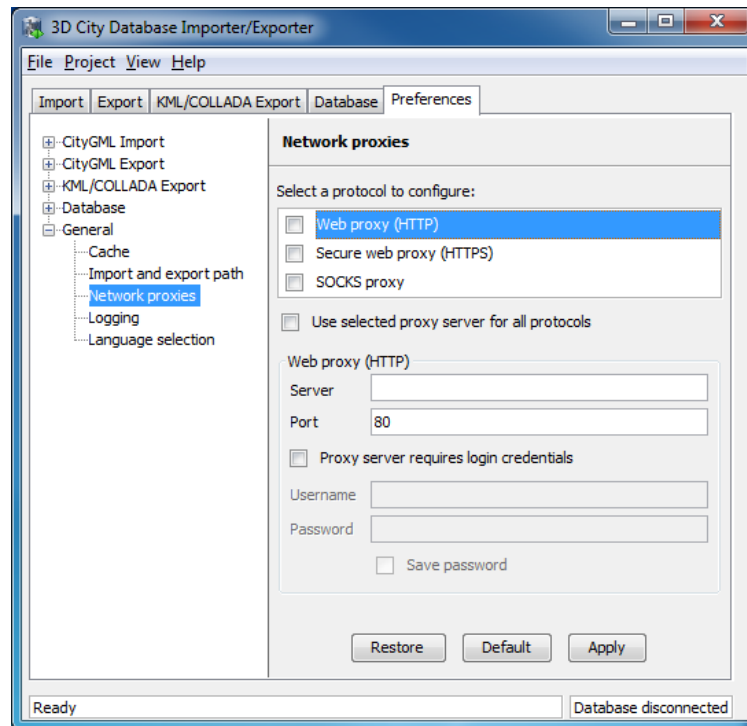 3D City Database Importer/Exporter
File Project View Help
Import Export KML/COLLADA Export Database Preferences
CityGML Import
CityGML Export
KML/COLLADA Export
Database
General
Cache
Import and export path
Network proxies
Logging
Language selection
Network proxies
Select a protocol to configure:
Web proxy (HTTP)
Secure web proxy (HTTPS)
SOCKS proxy
Use selected proxy server for all protocols
Web proxy (HTTP)
Server
Port 80
Proxy server requires login credentials
Username
Password
Save password
Restore Default Apply
Ready Database disconnected